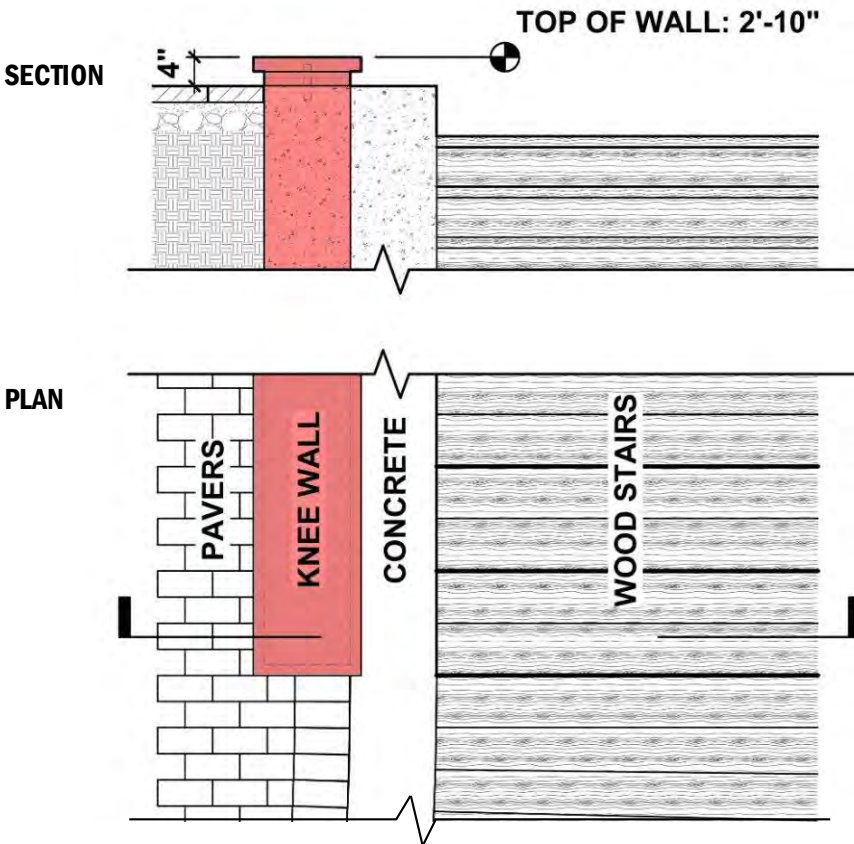 TOP OF WALL: 2'-10"
SECTION
4"
PLAN
PAVERS
KNEE WALL
CONCRETE
WOOD STAIRS